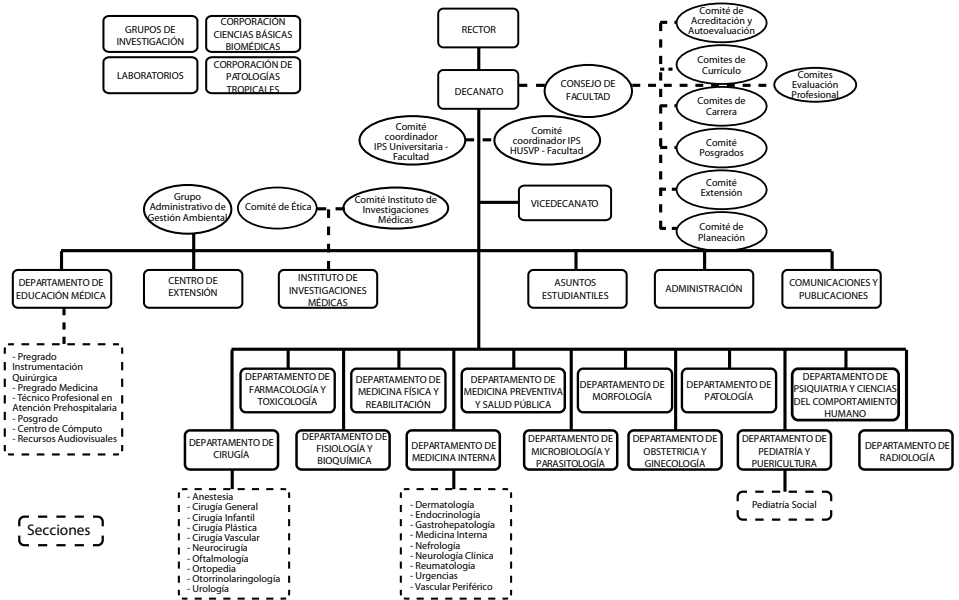 GRUPOS DE
INVESTIGACIÓN
CORPORACIÓN
CIENCIAS BÁSICAS
BIOMÉDICAS
LABORATORIOS
CORPORACIÓN DE
PATOLOGÍAS
TROPICALES
RECTOR
DECANATO
CONSEJO DE
FACULTAD
Comité de
Acreditación y
Autoevaluación
Comites de
Currículo
Comites
Evaluación
Profesional
Comites de
Carrera
Comité
Posgrados
Comité
Extensión
Comité de
Planeación
Comité
coordinador
IPS Universitaria -
Facultad
Comité
coordinador IPS
HUSVP - Facultad
Grupo
Administrativo de
Gestión Ambiental
Comité de Ética
Comité Instituto de
Investigaciones
Médicas
VICEDECANATO
DEPARTAMENTO DE
EDUCACIÓN MÉDICA
CENTRO DE
EXTENSIÓN
INSTITUTO DE
INVESTIGACIONES
MÉDICAS
ASUNTOS
ESTUDIANTILES
ADMINISTRACIÓN
COMUNICACIONES Y
PUBLICACIONES
- Pregrado
Instrumentación
Quirúrgica
- Pregrado Medicina
- Técnico Profesional en
Atención Prehospitalaria
- Posgrado
- Centro de Cómputo
- Recursos Audiovisuales
DEPARTAMENTO DE
FARMACOLOGÍA Y
TOXICOLOGÍA
DEPARTAMENTO DE
MEDICINA FÍSICA Y
REABILITACIÓN
DEPARTAMENTO DE
MEDICINA PREVENTIVA
Y SALUD PÚBLICA
DEPARTAMENTO DE
MORFOLOGÍA
DEPARTAMENTO DE
PATOLOGÍA
DEPARTAMENTO DE
PSIQUIATRIA Y CIENCIAS
DEL COMPORTAMIENTO
HUMANO
DEPARTAMENTO DE
CIRUGÍA
DEPARTAMENTO DE
FISIOLOGÍA Y
BIOQUÍMICA
DEPARTAMENTO DE
MEDICINA INTERNA
DEPARTAMENTO DE
MICROBIOLOGÍA Y
PARASITOLOGÍA
DEPARTAMENTO DE
OBSTETRICIA Y
GINECOLOGÍA
DEPARTAMENTO DE
PEDIATRÍA Y
PUERICULTURA
DEPARTAMENTO DE
RADIOLOGÍA
- Anestesia
- Cirugía General
- Cirugía Infantil
- Cirugía Plástica
- Cirugía Vascular
- Neurocirugía
- Oftalmología
- Ortopedia
- Otorrinolaringología
- Urología
- Dermatología
- Endocrinología
- Gastrohepatología
- Medicina Interna
- Nefrología
- Neurología Clínica
- Reumatología
- Urgencias
- Vascular Periférico
Pediatría Social
Secciones